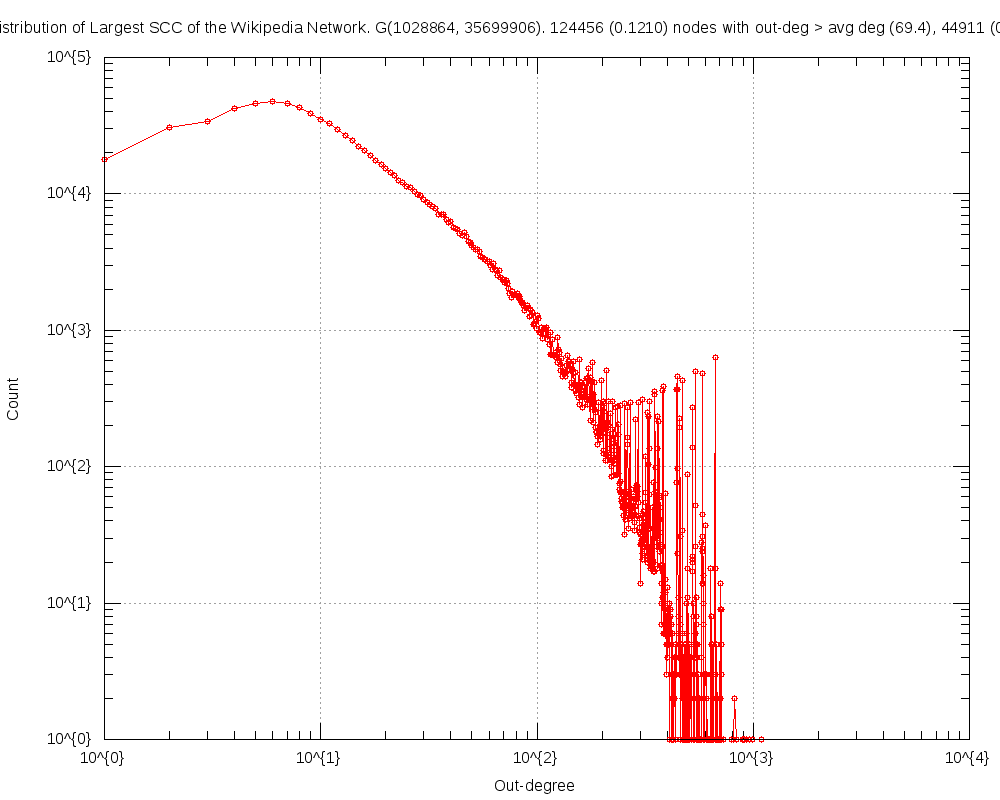 istribution of Largest SCC of the Wikipedia Network. G(1028864, 35699906). 124456 (0.1210) nodes with out-deg > avg deg (69.4), 44911 (0
10^{5}
10^{4}
10^{3}
10^{2}
10^{1}
10^{0}
Count
10^{0} 10^{1} 10^{2} 10^{3} 10^{4}
Out-degree